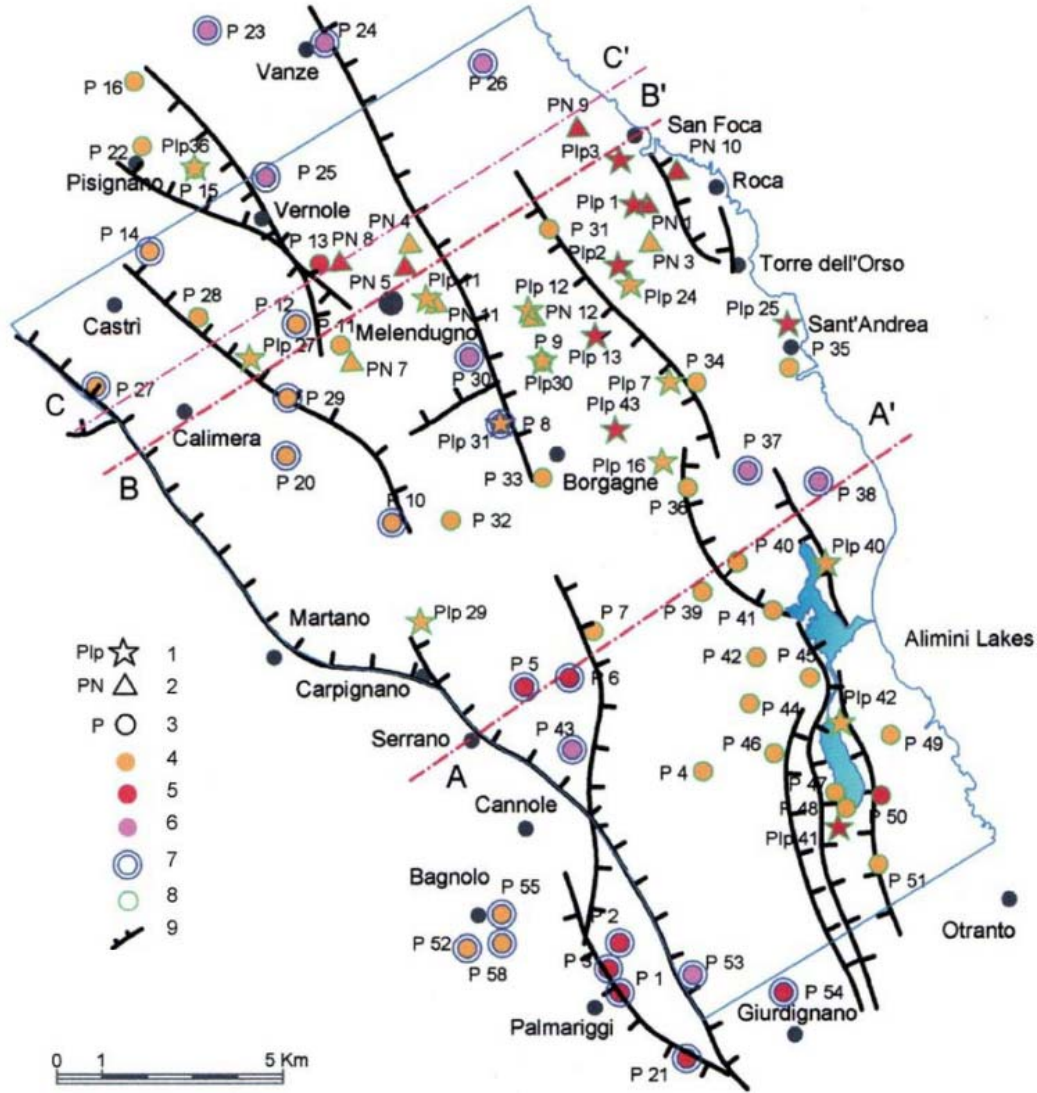 P 23
P 24
Vanze
P 26
C'
B'
P 16
PN 9
San Foca
PN 10
Plp3
P 22
Plp36
Pisignano
P 15
P 25
Roca
Vernole
Plp 1
PN 1
P 14
P 13
PN 8
PN 4
P 31
PN 3
Plp2
Torre dell'Orso
PN 5
Plp 11
Plp 12
Plp 24
Castrì
P 28
P 12
PN 11
PN 12
Plp 25
Sant'Andrea
P 11
Melendugno
Plp 27
P 9
Plp 13
P 35
PN 7
P 30
Plp30
Plp 7
P 34
P 27
C
P 29
Plp 43
A'
Calimera
Plp 31
P 8
Plp 16
P 37
B
P 20
P 33
Borgagne
P 38
P 10
P 36
P 32
P 40
Plp 40
Martano
Plp 29
P 7
P 39
P 41
Alimini Lakes
Plp 1
PN 2
P 3
4
5
6
7
8
9
P 42
P 45
Carpignano
P 5
P 6
Plp 42
P 44
Serrano
P 43
P 46
P 49
A
P 4
P 47
Cannole
P 48
P 50
Plp 41
Bagnolo
P 55
P 51
P 2
Otranto
P 52
P 58
P 3
P 1
P 53
P 54
Palmariggi
Giurdignano
0 1 5 Km
P 21